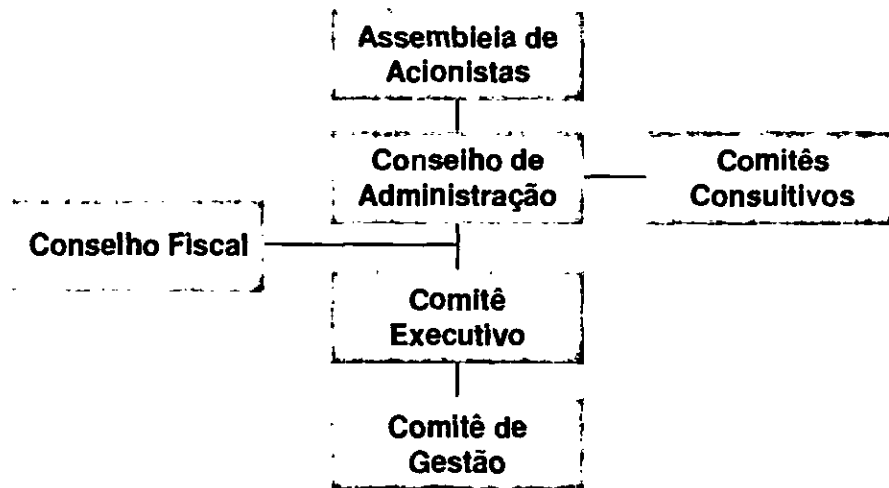 Assembleia de
Acionistas
Conselho de
Administração
Comitês
Consultivos
Conselho Fiscal
Comitê
Executivo
Comitê de
Gestão